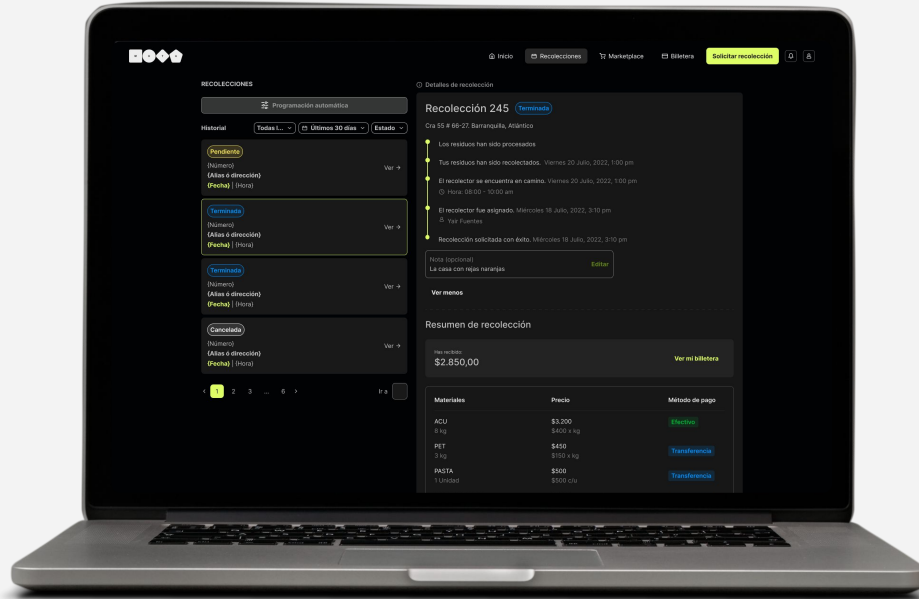 Inicio
Recolecciones
Marketplace
Billetera
Solicitar recolección
RECOLECCIONES
Programación automática
Historial
Todas l...
Últimos 30 días
Estado
Pendiente
(Número)
(Alias ó dirección)
(Fecha) | (Hora)
Ver →
Terminada
(Número)
(Alias ó dirección)
(Fecha) | (Hora)
Ver →
Terminada
(Número)
(Alias ó dirección)
(Fecha) | (Hora)
Ver →
Cancelada
(Número)
(Alias ó dirección)
(Fecha) | (Hora)
Ver →
‹ 1 2 3 ... 6 ›
Ir a
Detalles de recolección
Recolección 245 Terminada
Cra 55 # 66-27. Barranquilla, Atlántico
Los residuos han sido procesados
Tus residuos han sido recolectados. Viernes 20 Julio, 2022, 1:00 pm
El recolector se encuentra en camino. Viernes 20 Julio, 2022, 1:00 pm
Hora: 08:00 - 10:00 am
El recolector fue asignado. Miércoles 18 Julio, 2022, 3:10 pm
Yair Fuentes
Recolección solicitada con éxito. Miércoles 18 Julio, 2022, 3:10 pm
Nota (opcional)
La casa con rejas naranjas
Editar
Ver menos
Resumen de recolección
Has recibido:
$2.850,00
Ver mi billetera
Materiales Precio Método de pago
ACU $3.200 Efectivo
8 kg $400 x kg
PET $450 Transferencia
3 kg $150 x kg
PASTA $500 Transferencia
1 Unidad $500 c/u